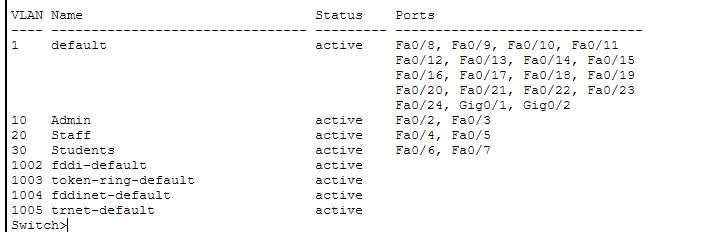 VLAN Name                             Status    Ports
---- -------------------------------- --------- -------------------------------
1    default                          active    Fa0/8, Fa0/9, Fa0/10, Fa0/11
                                                Fa0/12, Fa0/13, Fa0/14, Fa0/15
                                                Fa0/16, Fa0/17, Fa0/18, Fa0/19
                                                Fa0/20, Fa0/21, Fa0/22, Fa0/23
                                                Fa0/24, Gig0/1, Gig0/2
10   Admin                            active    Fa0/2, Fa0/3
20   Staff                            active    Fa0/4, Fa0/5
30   Students                         active    Fa0/6, Fa0/7
1002 fddi-default                     active
1003 token-ring-default               active
1004 fddinet-default                  active
1005 trnet-default                    active
Switch>